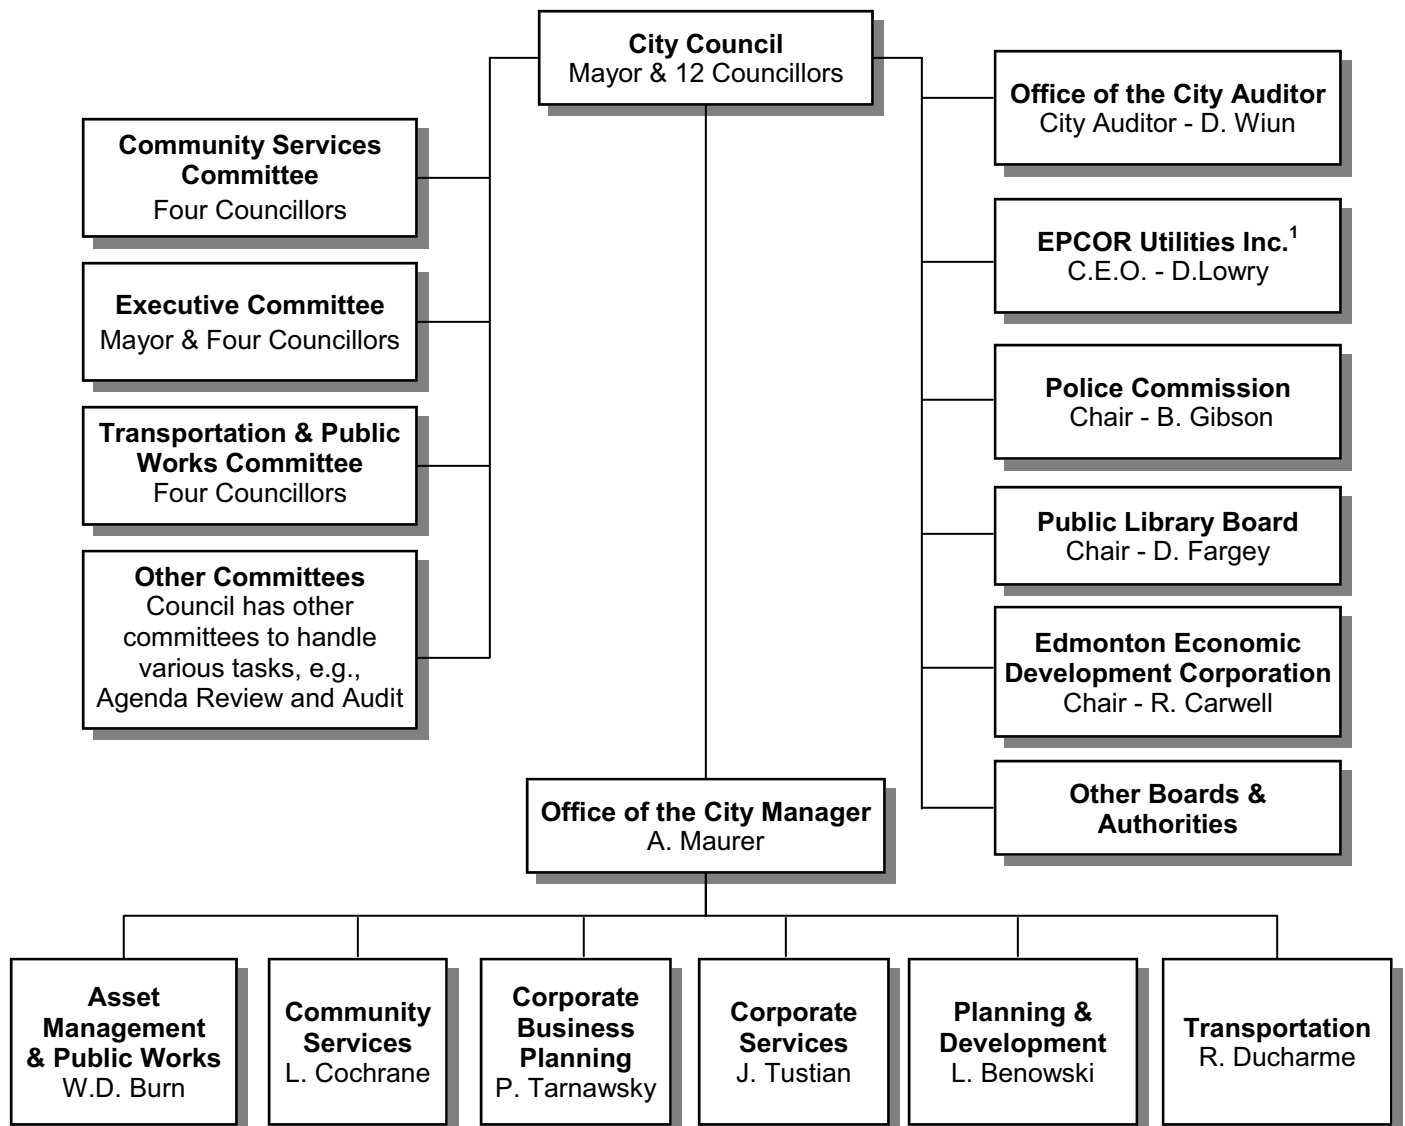 City Council
Mayor & 12 Councillors
Community Services
Committee
Four Councillors
Executive Committee
Mayor & Four Councillors
Transportation & Public
Works Committee
Four Councillors
Other Committees
Council has other
committees to handle
various tasks, e.g.,
Agenda Review and Audit
Office of the City Auditor
City Auditor - D. Wiun
EPCOR Utilities Inc.1
C.E.O. - D.Lowry
Police Commission
Chair - B. Gibson
Public Library Board
Chair - D. Fargey
Edmonton Economic
Development Corporation
Chair - R. Carwell
Other Boards &
Authorities
Office of the City Manager
A. Maurer
Asset
Management
& Public Works
W.D. Burn
Community
Services
L. Cochrane
Corporate
Business
Planning
P. Tarnawsky
Corporate
Services
J. Tustian
Planning &
Development
L. Benowski
Transportation
R. Ducharme